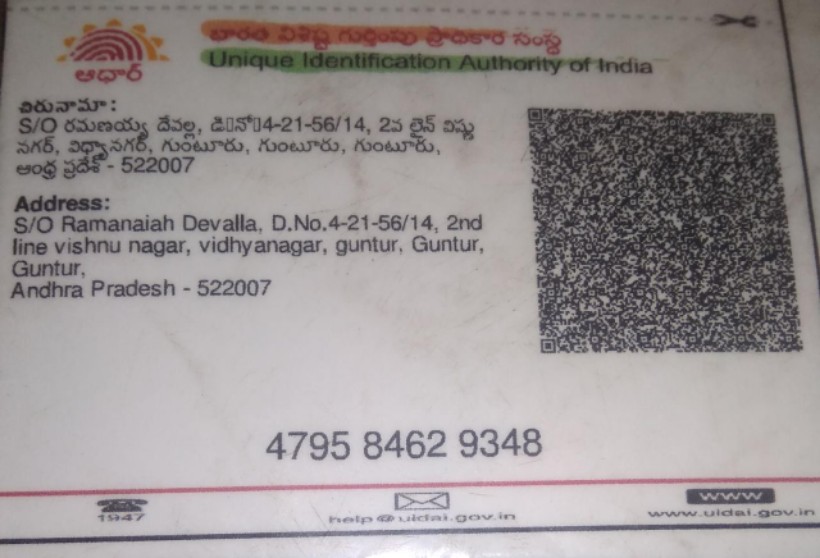 ఆధార్
భారత విశిష్ట గుర్తింపు ప్రాధికార సంస్థ
Unique Identification Authority of India
చిరునామా:
S/O రమణయ్య దేవల్ల, డి▯నో▯4-21-56/14, 2వ లైన్ విష్ణు
నగర్, విధ్యానగర్, గుంటూరు, గుంటూరు, గుంటూరు,
ఆంధ్ర ప్రదేశ్ - 522007
Address:
S/O Ramanaiah Devalla, D.No.4-21-56/14, 2nd
line vishnu nagar, vidhyanagar, guntur, Guntur,
Guntur,
Andhra Pradesh - 522007
4795 8462 9348
1947
help@uidai.gov.in
www
www.uidai.gov.in